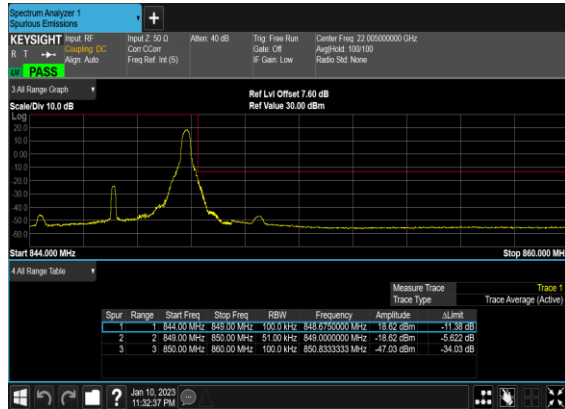 Spectrum Analyzer 1
Spurious Emissions
KEYSIGHT Input: RF Input Z: 50 Ω Atten: 40 dB Trig: Free Run Center Freq: 22.005000000 GHz
R T Coupling: DC Corr CCorr Gate: Off Avg|Hold: 100/100
Align: Auto Freq Ref: Int (S) IF Gain: Low Radio Std: None
LXI PASS
3 All Range Graph
Ref Lvl Offset 7.60 dB
Scale/Div 10.0 dB Ref Value 30.00 dBm
Log
20.0
10.0
0.00
-10.0
-20.0
-30.0
-40.0
-50.0
-60.0
Start 844.000 MHz Stop 860.000 MH
4 All Range Table
Measure Trace Trace 1
Trace Type Trace Average (Active)
Spur Range Start Freq Stop Freq RBW Frequency Amplitude ΔLimit
1 1 844.00 MHz 849.00 MHz 100.0 kHz 848.6750000 MHz 18.62 dBm -11.38 dB
2 2 849.00 MHz 850.00 MHz 51.00 kHz 849.0000000 MHz -18.62 dBm -5.622 dB
3 3 850.00 MHz 860.00 MHz 100.0 kHz 850.8333333 MHz -47.03 dBm -34.03 dB
Jan 10, 2023
11:32:37 PM